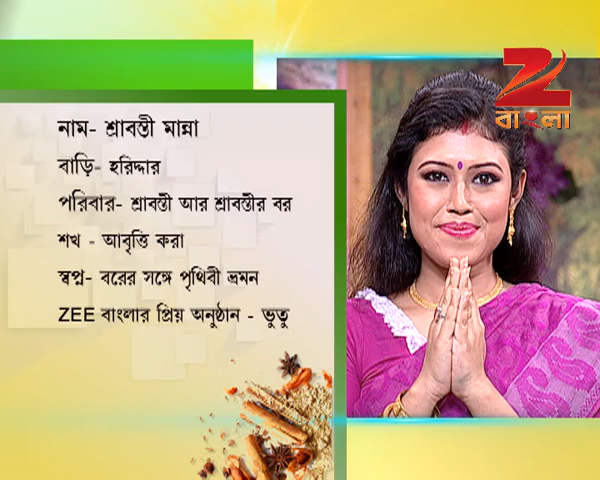 বাংলা
নাম- শ্রাবন্তী মান্না
বাড়ি- হরিদ্দার
পরিবার- শ্রাবন্তী আর শ্রাবন্তীর বর
শখ - আবৃত্তি করা
স্বপ্ন- বরের সঙ্গে পৃথিবী ভ্রমন
ZEE বাংলার প্রিয় অনুষ্ঠান - ভুতু